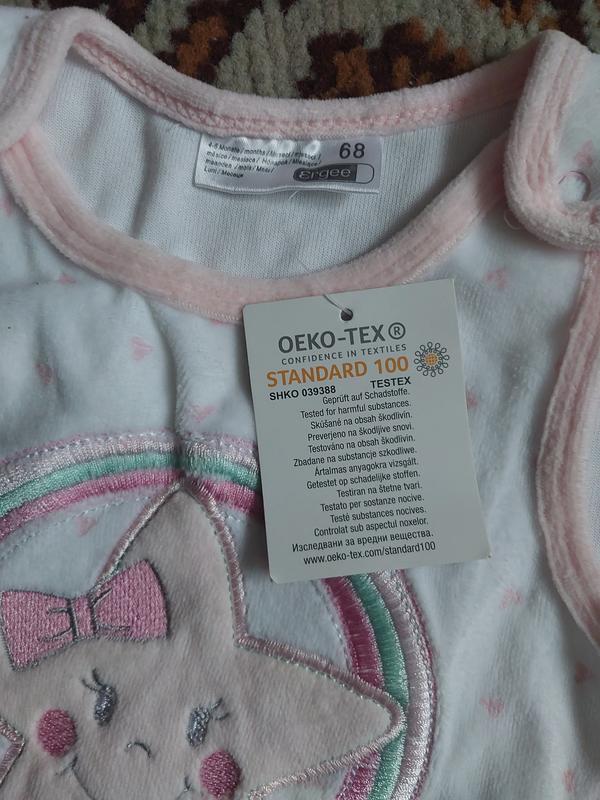 68
ergee
OEKO-TEX®
CONFIDENCE IN TEXTILES
STANDARD 100
SHKO 039388 TESTEX
Geprüft auf Schadstoffe.
Tested for harmful substances.
Skúšané na obsah škodlivín.
Preverjeno na škodljive snovi.
Testováno na obsah škodlivin.
Zbadane na substancje szkodliwe.
Ártalmas anyagokra vizsgált.
Getestet op schadelijke stoffen.
Testiran na štetne tvari.
Testato per sostanze nocive.
Testé substances nocives.
Controlat sub aspectul noxelor.
Изследвани за вредни вещества.
www.oeko-tex.com/standard100